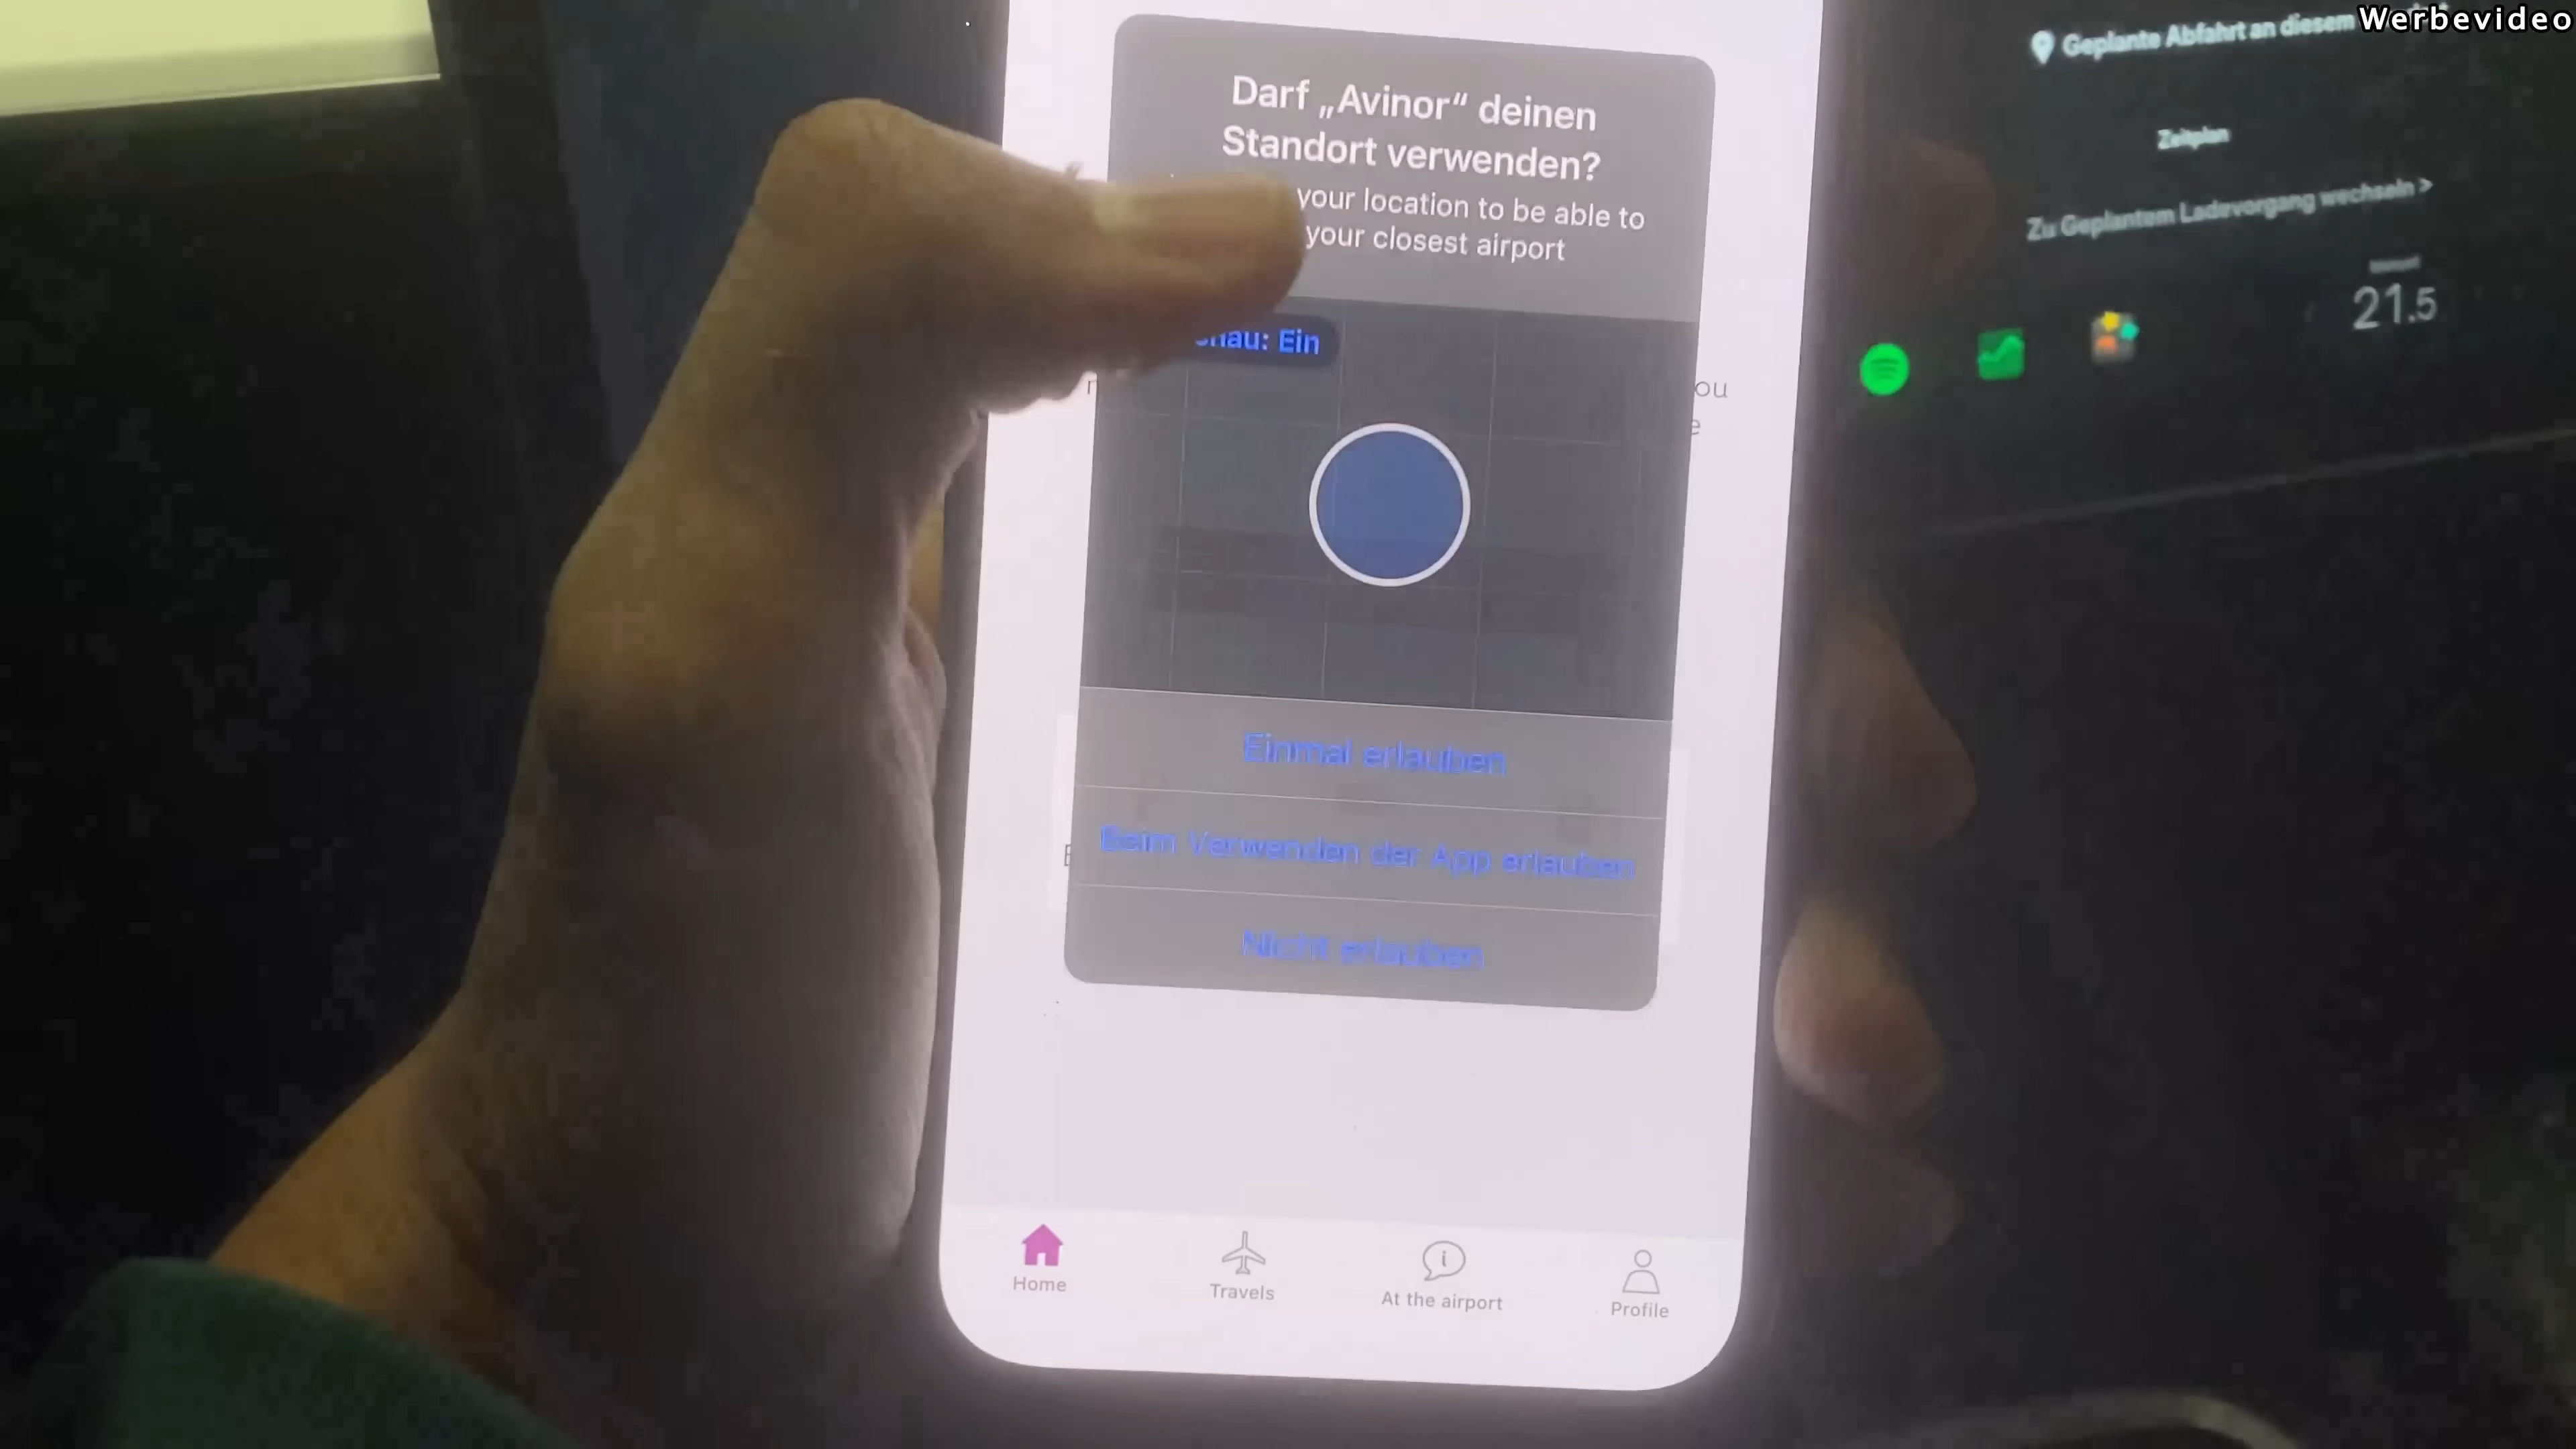 Werbevideo
Geplante Abfahrt an diesem
Zeitplan
Zu Geplantem Ladevorgang wechseln >
21.5
Darf „Avinor“ deinen
Standort verwenden?
your location to be able to
your closest airport
Ein
ou
e
Einmal erlauben
Beim Verwenden der App erlauben
Nicht erlauben
Home
Travels
At the airport
Profile